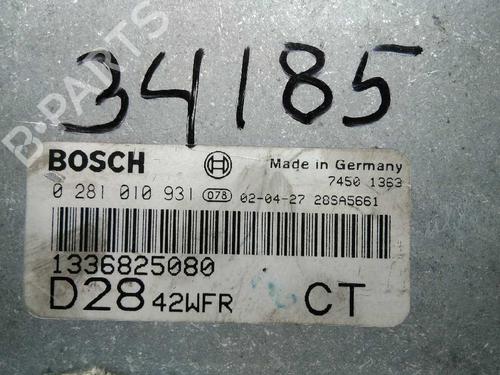 34185
B-PARTS
BOSCH Made in Germany
7450 1363
0 281 010 931 078 02-04-27 28SA5661
1336825080
D28 42WFR CT